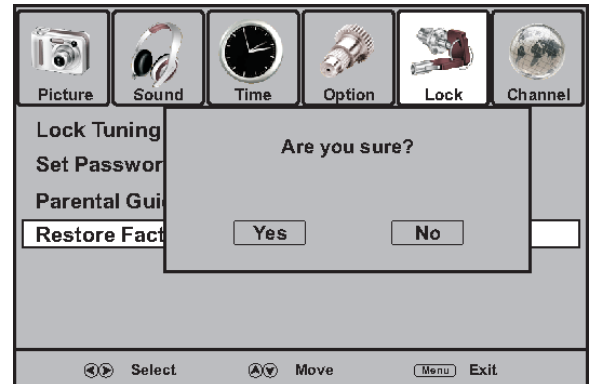 Picture Sound Time Option Lock Channel
Lock Tuning
Are you sure?
Set Passwor
Parental Gui
Restore Fact
Yes No
Select Move Menu Exit